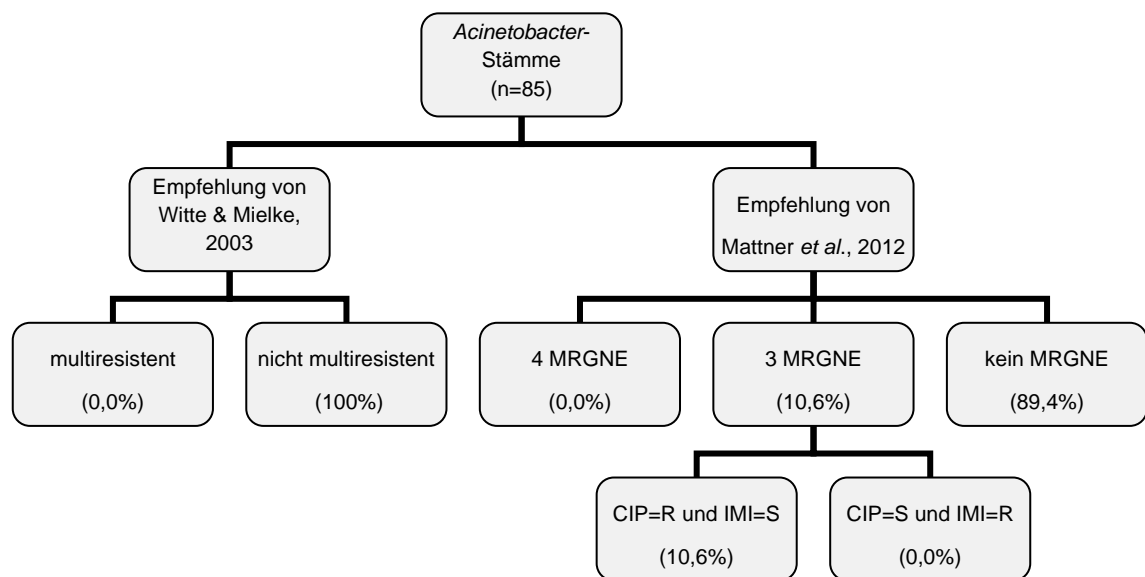 Acinetobacter-
Stämme
(n=85)
Empfehlung von
Witte & Mielke,
2003
Empfehlung von
Mattner et al., 2012
multiresistent
(0,0%)
nicht multiresistent
(100%)
4 MRGNE
(0,0%)
3 MRGNE
(10,6%)
kein MRGNE
(89,4%)
CIP=R und IMI=S
(10,6%)
CIP=S und IMI=R
(0,0%)